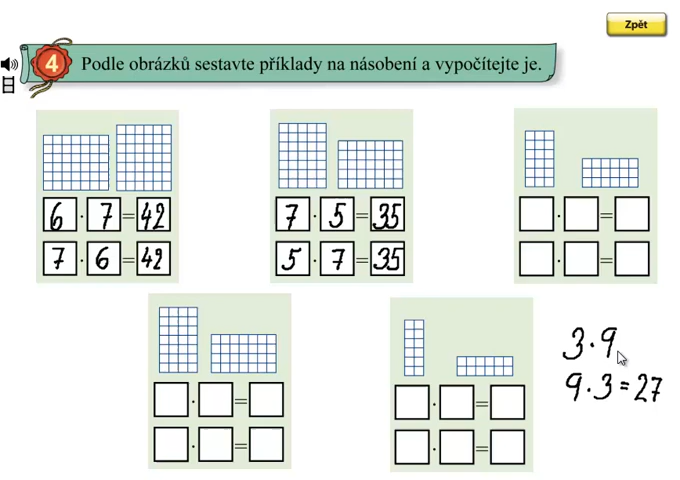 Zpět
4 Podle obrázků sestavte příklady na násobení a vypočítejte je.
6 · 7 = 42
7 · 6 = 42
7 · 5 = 35
5 · 7 = 35
· =
· =
· =
· =
· =
· =
3 · 9
9 · 3 = 27